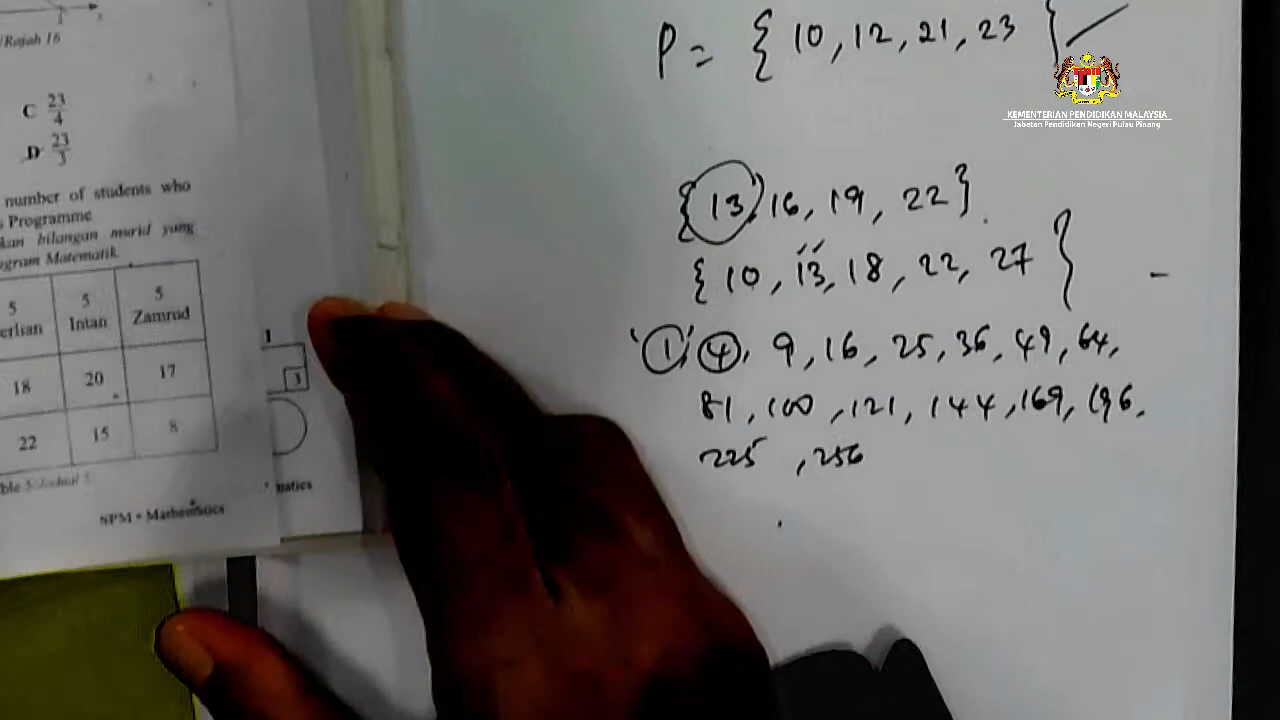 /Rajah 16
C 23/4
D 23/3
number of students who
Programme
kan bilangan murid yang
gram Matematik.
5 5 5
erlian Intan Zamrud
18 20 17
22 15 8
SPM • Mathematics
1
3
matics
P = { 10, 12, 21, 23 }
KEMENTERIAN PENDIDIKAN MALAYSIA
Jabatan Pendidikan Negeri Pulau Pinang
{ 13, 16, 19, 22 }
{ 10, 13, 18, 22, 27 }
1, 4, 9, 16, 25, 36, 49, 64,
81, 100, 121, 144, 169, 196,
225, 256